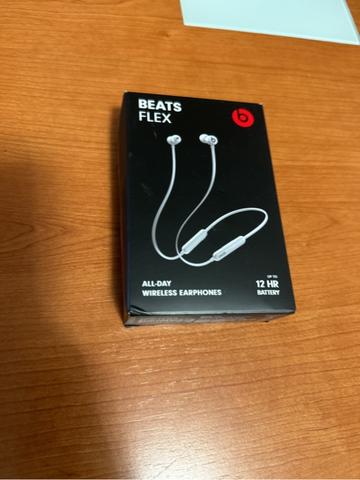 BEATS
FLEX
ALL-DAY
WIRELESS EARPHONES
UP TO
12 HR
BATTERY